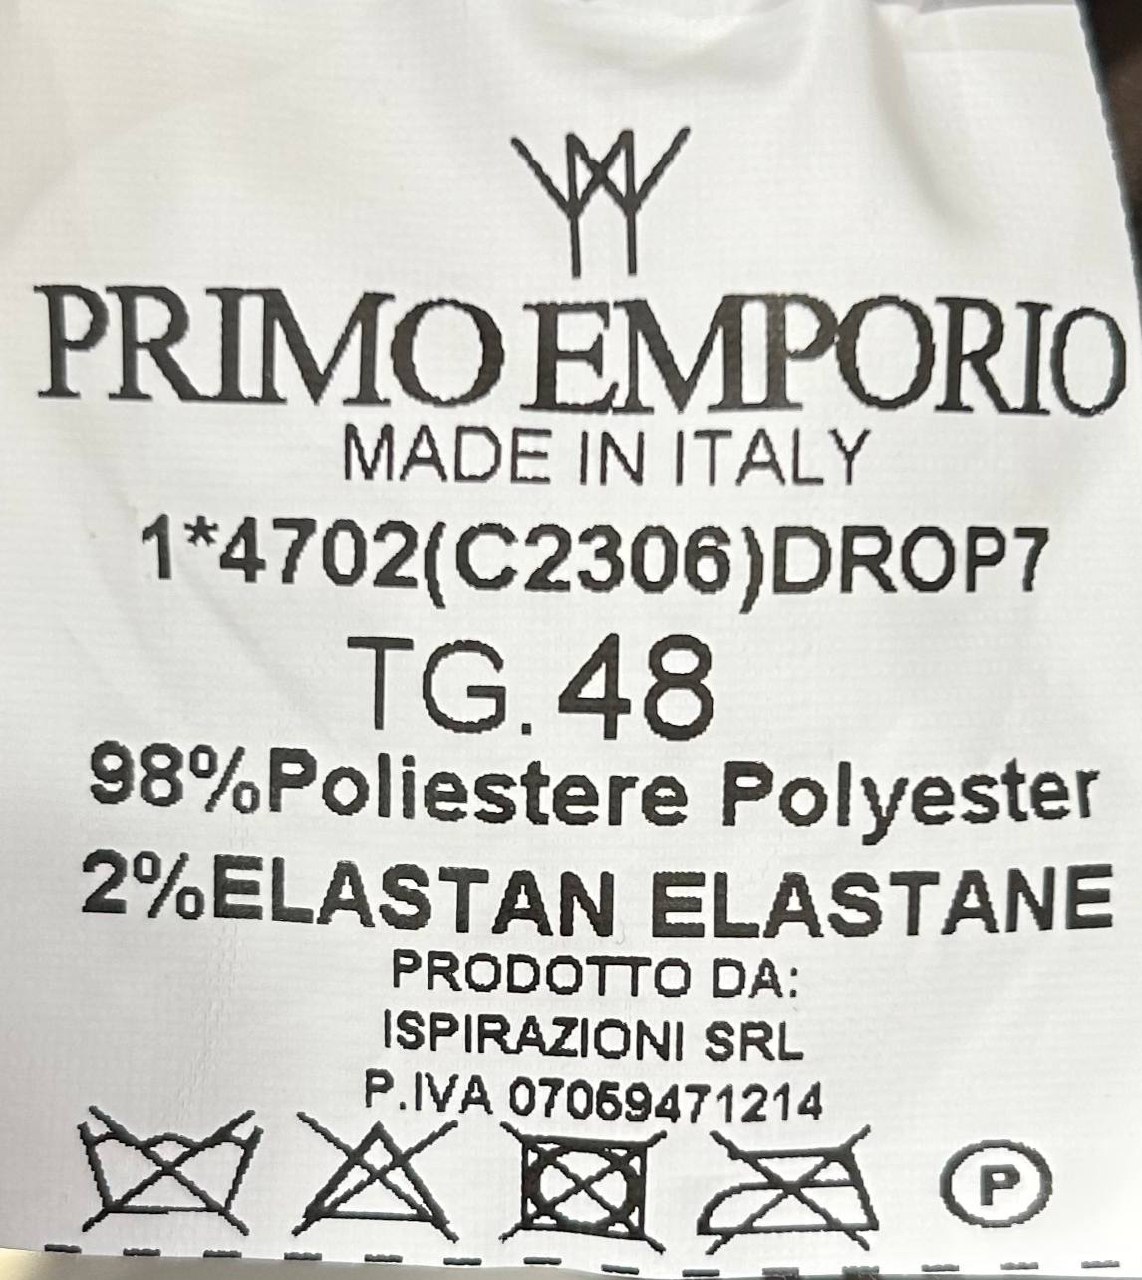 PRIMO EMPORIO
MADE IN ITALY
1*4702(C2306)DROP7
TG. 48
98%Poliestere Polyester
2%ELASTAN ELASTANE
PRODOTTO DA:
ISPIRAZIONI SRL
P.IVA 07059471214
P